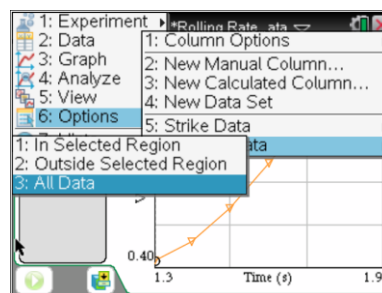 1: Experiment
*Rolling Rate
ata
2: Data
3: Graph
4: Analyze
5: View
6: Options
1: Column Options
2: New Manual Column...
3: New Calculated Column...
4: New Data Set
5: Strike Data
ata
1: In Selected Region
2: Outside Selected Region
3: All Data
0.40
1.3
Time (s)
1.9